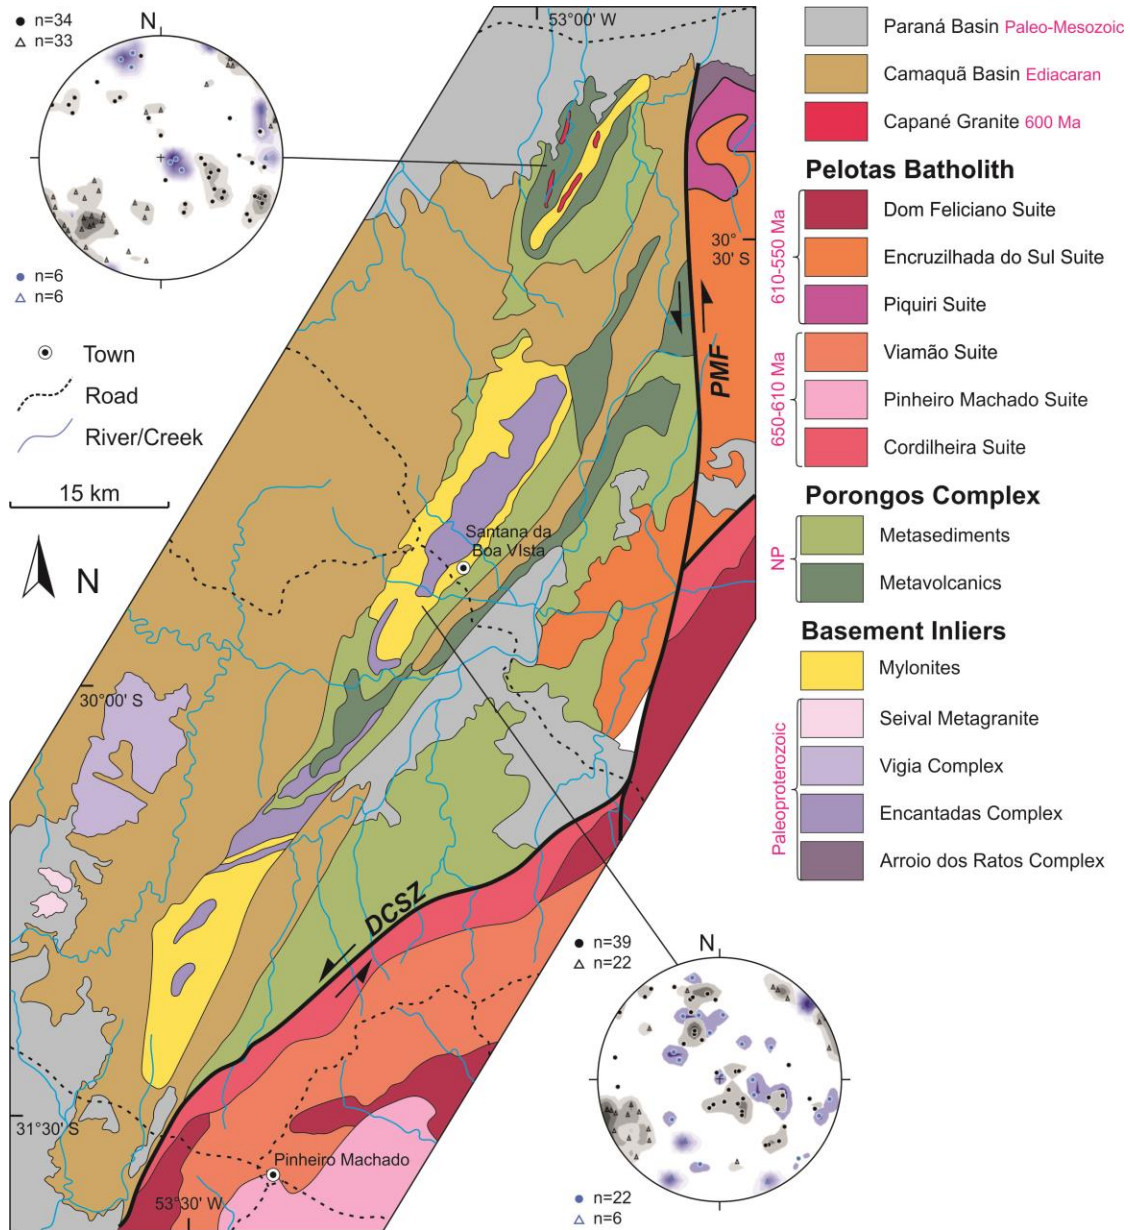 n=34
n=33
N
n=6
n=6
Town
Road
River/Creek
15 km
N
53°00' W
30°
30' S
PMF
Santana da
Boa VIsta
30°00' S
DCSZ
31°30' S
Pinheiro Machado
53°30' W
n=39
n=22
N
n=22
n=6
Paraná Basin Paleo-Mesozoic
Camaquã Basin Ediacaran
Capané Granite 600 Ma
Pelotas Batholith
610-550 Ma
Dom Feliciano Suite
Encruzilhada do Sul Suite
Piquiri Suite
650-610 Ma
Viamão Suite
Pinheiro Machado Suite
Cordilheira Suite
Porongos Complex
NP
Metasediments
Metavolcanics
Basement Inliers
Mylonites
Paleoproterozoic
Seival Metagranite
Vigia Complex
Encantadas Complex
Arroio dos Ratos Complex